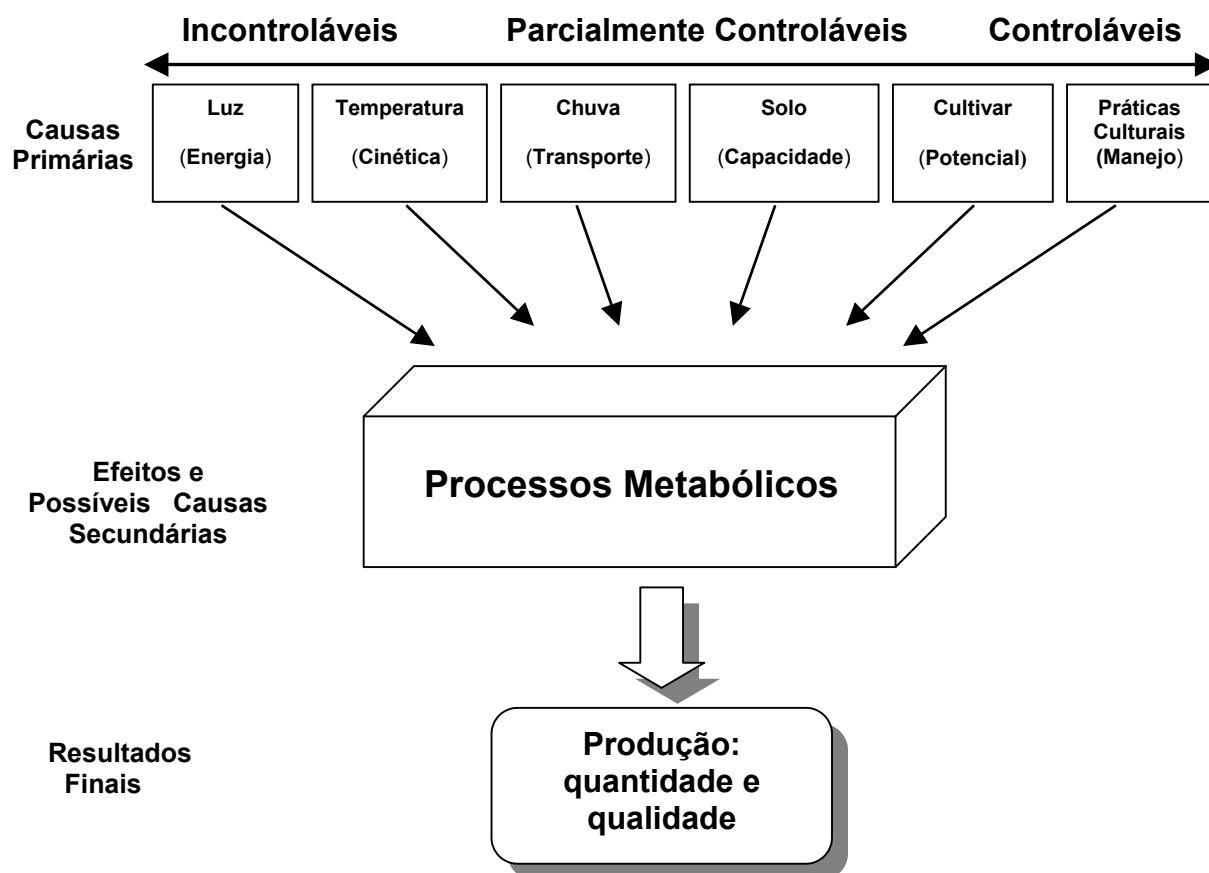 Incontroláveis Parcialmente Controláveis Controláveis
Causas
Primárias
Luz
(Energia)
Temperatura
(Cinética)
Chuva
(Transporte)
Solo
(Capacidade)
Cultivar
(Potencial)
Práticas
Culturais
(Manejo)
Efeitos e
Possíveis Causas
Secundárias
Processos Metabólicos
Resultados
Finais
Produção:
quantidade e
qualidade